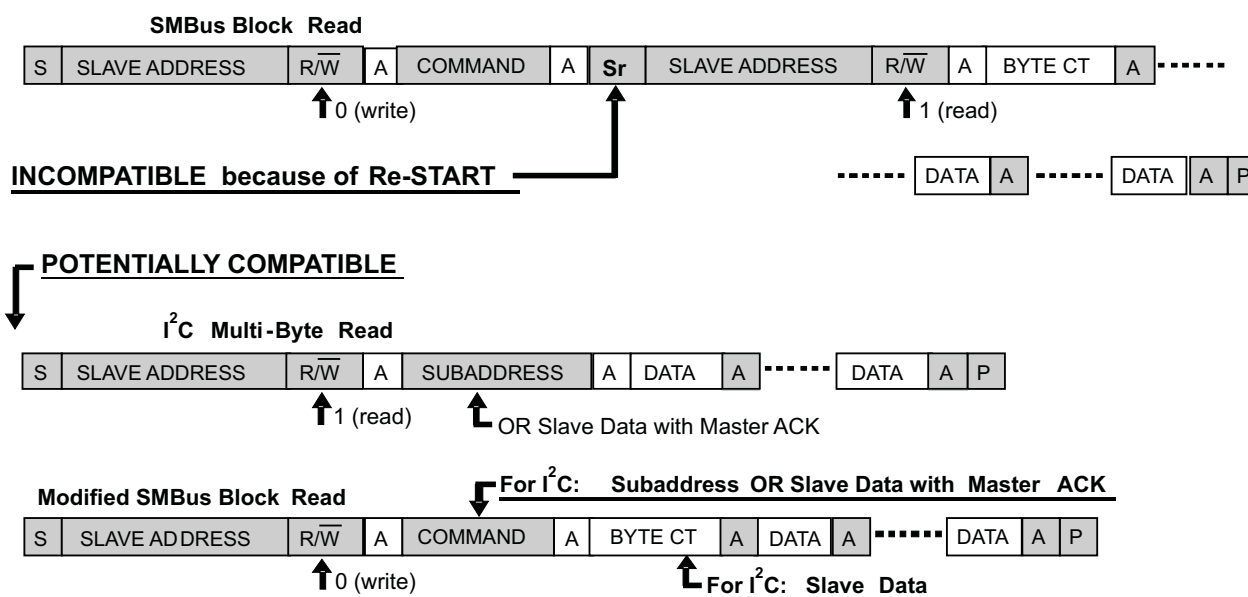 SMBus Block Read
S SLAVE ADDRESS R/W̅ A COMMAND A Sr SLAVE ADDRESS R/W̅ A BYTE CT A
0 (write) 1 (read)
INCOMPATIBLE because of Re-START
DATA A DATA A P
POTENTIALLY COMPATIBLE
I²C Multi-Byte Read
S SLAVE ADDRESS R/W̅ A SUBADDRESS A DATA A DATA A P
1 (read) OR Slave Data with Master ACK
For I²C: Subaddress OR Slave Data with Master ACK
Modified SMBus Block Read
S SLAVE ADDRESS R/W̅ A COMMAND A BYTE CT A DATA A DATA A P
0 (write) For I²C: Slave Data